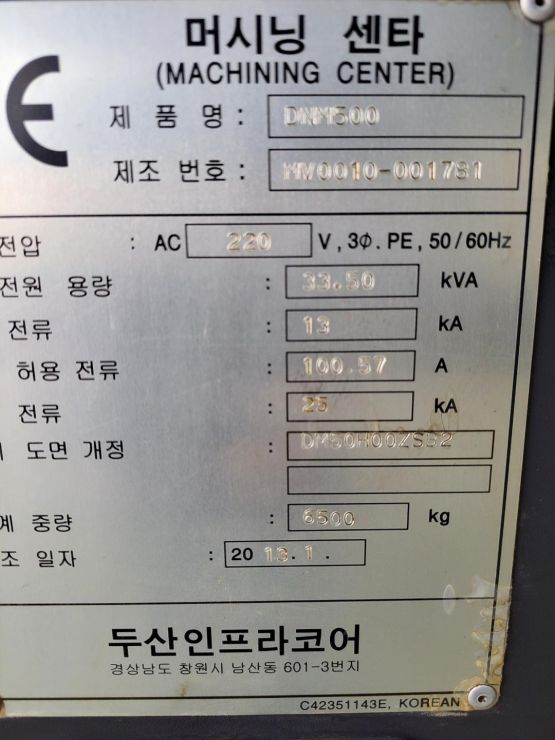 머시닝 센타
(MACHINING CENTER)
CE
제 품 명 : DNM500
제조 번호 : MV0010-001781
전압 : AC 220 V , 3Φ . PE , 50 / 60Hz
전원 용량 : 33.50 kVA
전류 : 13 kA
허용 전류 : 100.57 A
전류 : 25 kA
도면 개정 : DM50H00ZSB2
계 중량 : 6500 kg
조 일자 : 20 13.1 .
두산인프라코어
경상남도 창원시 남산동 601-3번지
C42351143E, KOREAN